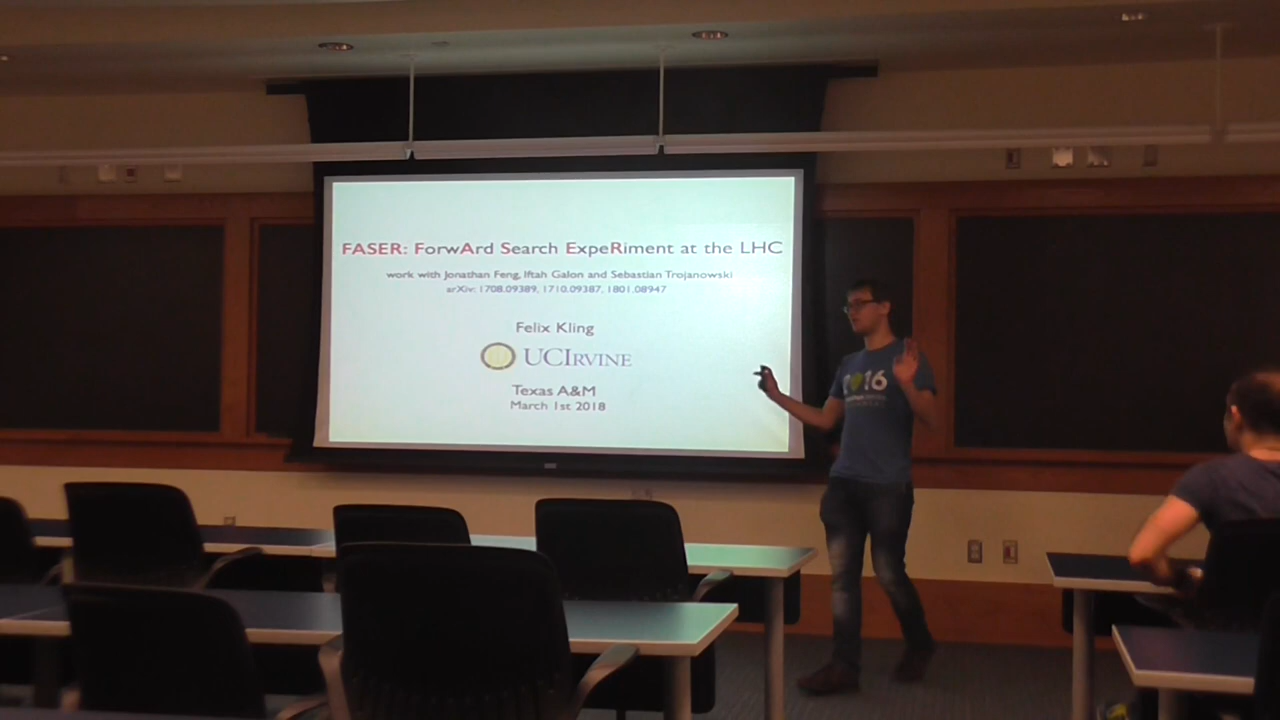 FASER: ForwArd Search ExpeRiment at the LHC
work with Jonathan Feng, Iftah Galon and Sebastian Trojanowski
arXiv: 1708.09389, 1710.09387, 1801.08947
Felix Kling
UCIRVINE
Texas A&M
March 1st 2018
2016